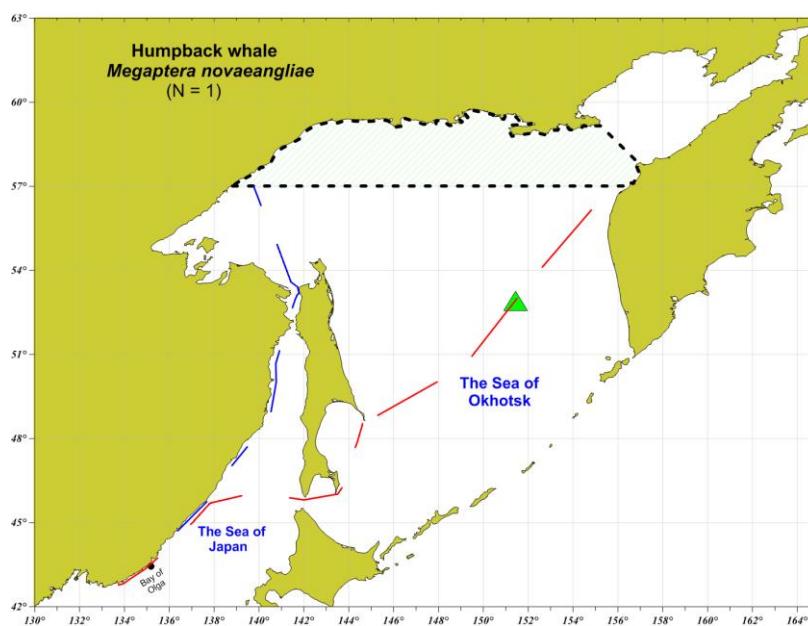 Humpback whale
Megaptera novaeangliae
(N = 1)
63°
60°
57°
54°
51°
48°
45°
42°
The Sea of
Okhotsk
The Sea of
Japan
Bay of
Olga
130° 132° 134° 136° 138° 140° 142° 144° 146° 148° 150° 152° 154° 156° 158° 160° 162° 164°